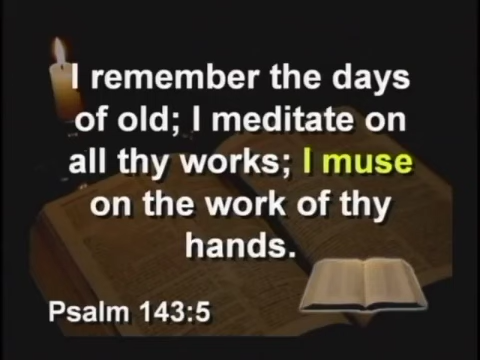 I remember the days
of old; I meditate on
all thy works; I muse
on the work of thy
hands.
Psalm 143:5